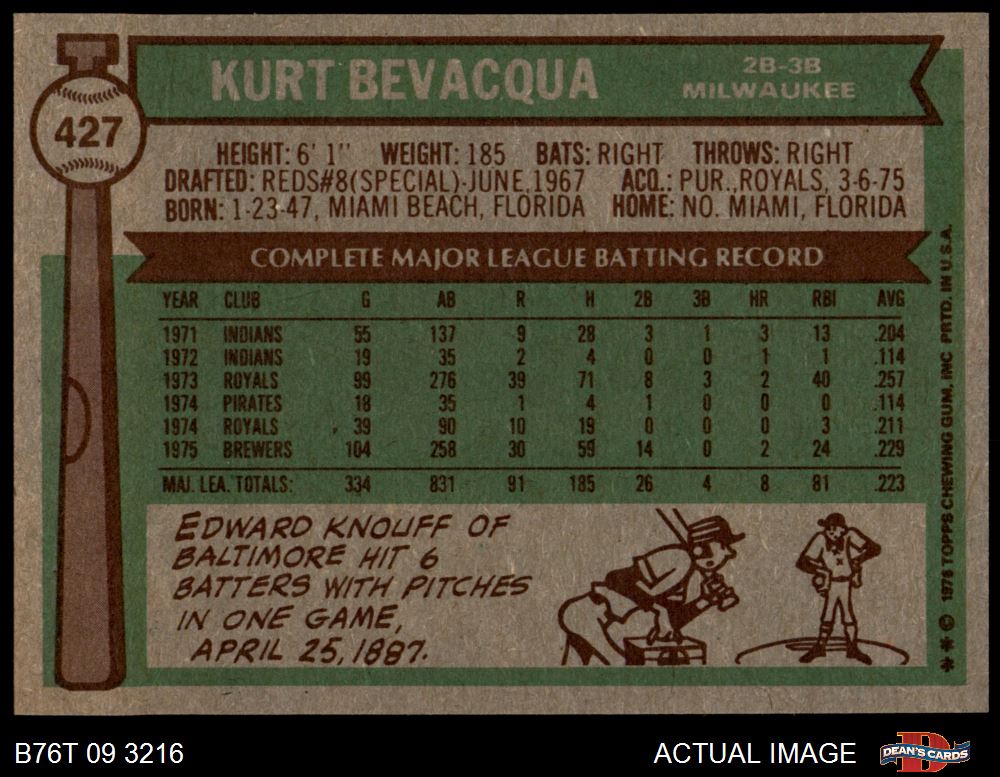 KURT BEVACQUA
2B-3B
MILWAUKEE
427
HEIGHT: 6' 1" WEIGHT: 185 BATS: RIGHT THROWS: RIGHT
DRAFTED: REDS#8(SPECIAL)-JUNE,1967 ACQ.: PUR.,ROYALS, 3-6-75
BORN: 1-23-47, MIAMI BEACH, FLORIDA HOME: NO. MIAMI, FLORIDA
COMPLETE MAJOR LEAGUE BATTING RECORD
YEAR CLUB G AB R H 2B 3B HR RBI AVG
1971 INDIANS 55 137 9 28 3 1 3 13 .204
1972 INDIANS 19 35 2 4 0 0 1 1 .114
1973 ROYALS 99 276 39 71 8 3 2 40 .257
1974 PIRATES 18 35 1 4 1 0 0 0 .114
1974 ROYALS 39 90 10 19 0 0 0 3 .211
1975 BREWERS 104 258 30 59 14 0 2 24 .229
MAJ. LEA. TOTALS: 334 831 91 185 26 4 8 81 .223
EDWARD KNOUFF OF
BALTIMORE HIT 6
BATTERS WITH PITCHES
IN ONE GAME,
APRIL 25, 1887.
** © 1976 TOPPS CHEWING GUM, INC PRTD. IN U.S.A.
B76T 09 3216
ACTUAL IMAGE
DEAN'S CARDS